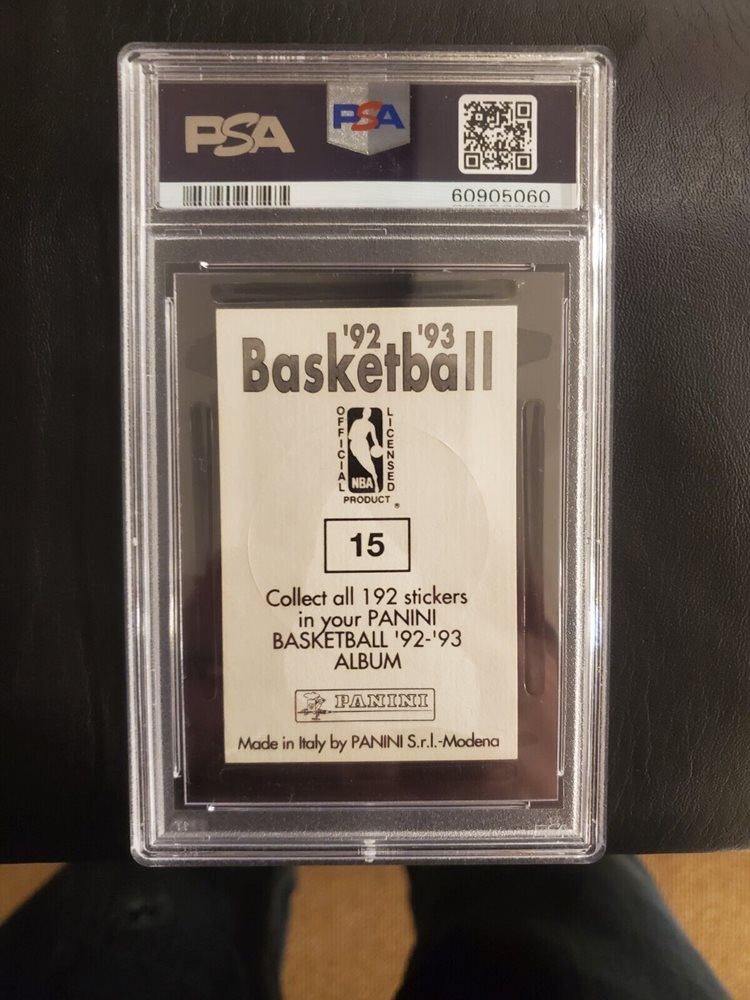 PSA PSA
60905060
'92 '93
Basketball
OFFICIAL LICENSED
NBA
PRODUCT
®
15
Collect all 192 stickers
in your PANINI
BASKETBALL '92-'93
ALBUM
PANINI
Made in Italy by PANINI S.r.l.-Modena